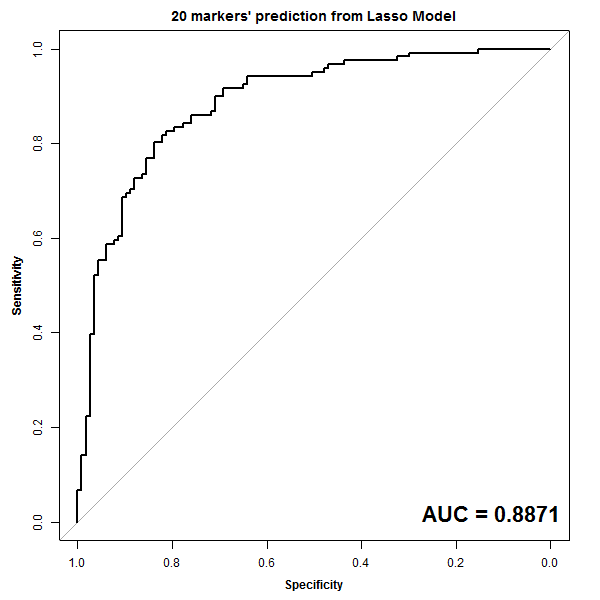 20 markers' prediction from Lasso Model
Sensitivity
1.0
0.8
0.6
0.4
0.2
0.0
AUC = 0.8871
1.0 0.8 0.6 0.4 0.2 0.0
Specificity